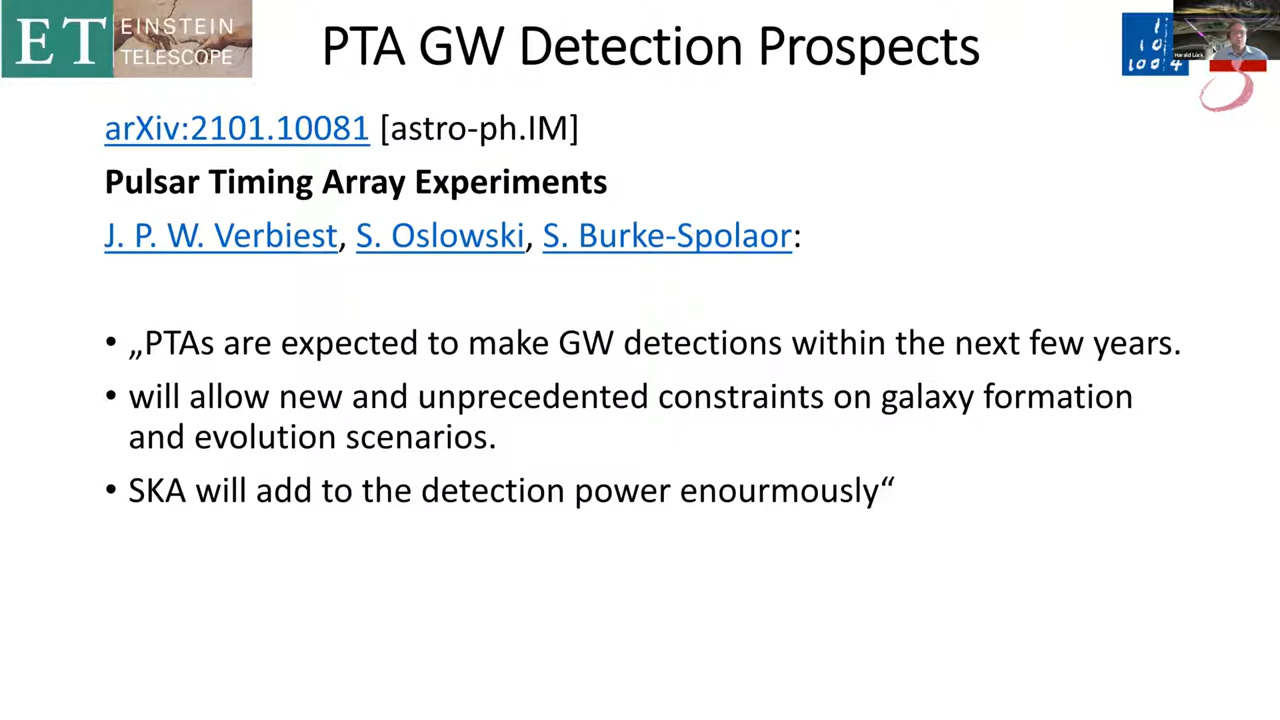 ET EINSTEIN
TELESCOPE
PTA GW Detection Prospects
Harald Lück
arXiv:2101.10081 [astro-ph.IM]
Pulsar Timing Array Experiments
J. P. W. Verbiest, S. Oslowski, S. Burke-Spolaor:
• „PTAs are expected to make GW detections within the next few years.
• will allow new and unprecedented constraints on galaxy formation
and evolution scenarios.
• SKA will add to the detection power enourmously“